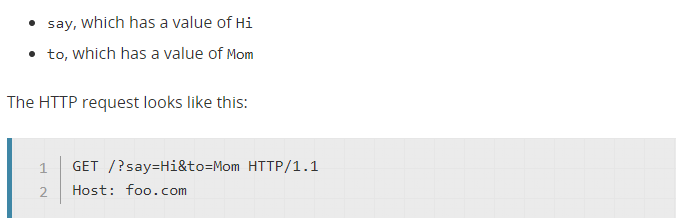 say, which has a value of Hi
to, which has a value of Mom
The HTTP request looks like this:
1 GET /?say=Hi&to=Mom HTTP/1.1
2 Host: foo.com